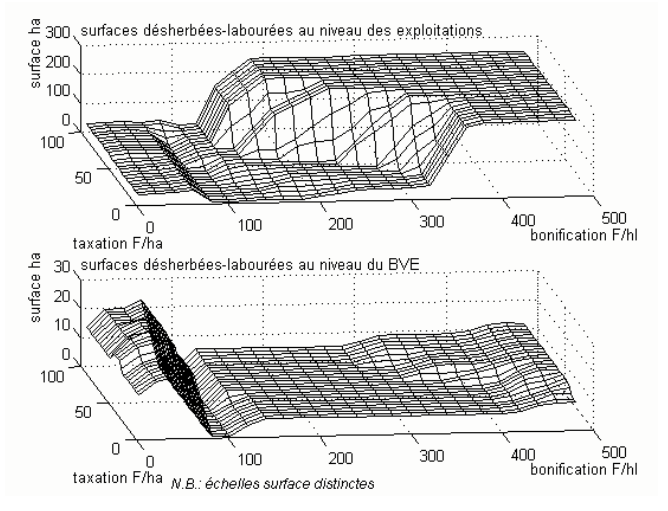 surfaces désherbées-labourées au niveau des exploitations
surface ha
300
200
100
0
100
50
0
taxation F/ha
0
100
200
300
400
500
bonification F/hl
surfaces désherbées-labourées au niveau du BVE
surface ha
30
20
10
0
100
50
0
taxation F/ha
0
100
200
300
400
500
bonification F/hl
N.B.: échelles surface distinctes